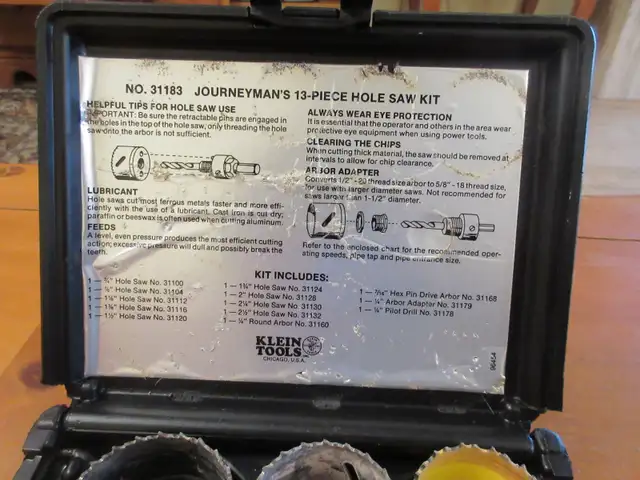 NO. 31183 JOURNEYMAN'S 13-PIECE HOLE SAW KIT
HELPFUL TIPS FOR HOLE SAW USE
IMPORTANT: Be sure the retractable pins are engaged in
the holes in the top of the hole saw, only threading the hole
saw onto the arbor is not sufficient.
LUBRICANT
Hole saws cut most ferrous metals faster and more effi-
ciently with the use of a lubricant. Cast iron is cut dry;
paraffin or beeswax is often used when cutting aluminum.
FEEDS
A level, even pressure produces the most efficient cutting
action; excessive pressure will dull and possibly break the
teeth.
ALWAYS WEAR EYE PROTECTION
It is essential that the operator and others in the area wear
protective eye equipment when using power tools.
CLEARING THE CHIPS
When cutting thick material, the saw should be removed at
intervals to allow for chip clearance.
ARBOR ADAPTER
Converts 1/2"-20 thread size arbor to 5/8"-18 thread size,
for use with larger diameter saws. Not recommended for
saws larger than 1-1/2" diameter.
Refer to the enclosed chart for the recommended oper-
ating speeds, pipe tap and pipe entrance size.
KIT INCLUDES:
1 — ¾" Hole Saw No. 31100
1 — ⅞" Hole Saw No. 31104
1 — 1⅛" Hole Saw No. 31112
1 — 1⅜" Hole Saw No. 31116
1 — 1½" Hole Saw No. 31120
1 — 1¾" Hole Saw No. 31124
1 — 2" Hole Saw No. 31128
1 — 2¼" Hole Saw No. 31130
1 — 2½" Hole Saw No. 31132
1 — ¼" Round Arbor No. 31160
1 — 7/16" Hex Pin Drive Arbor No. 31168
1 — ¼" Arbor Adapter No. 31179
1 — ¼" Pilot Drill No. 31178
KLEIN
TOOLS
CHICAGO, U.S.A.
96454